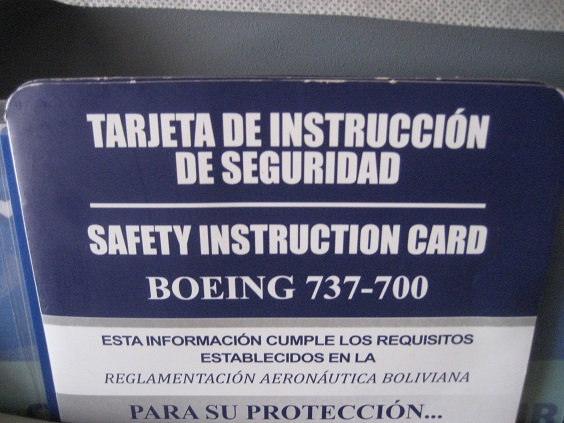 TARJETA DE INSTRUCCIÓN
DE SEGURIDAD
SAFETY INSTRUCTION CARD
BOEING 737-700
ESTA INFORMACIÓN CUMPLE LOS REQUISITOS
ESTABLECIDOS EN LA
REGLAMENTACIÓN AERONÁUTICA BOLIVIANA
PARA SU PROTECCIÓN...